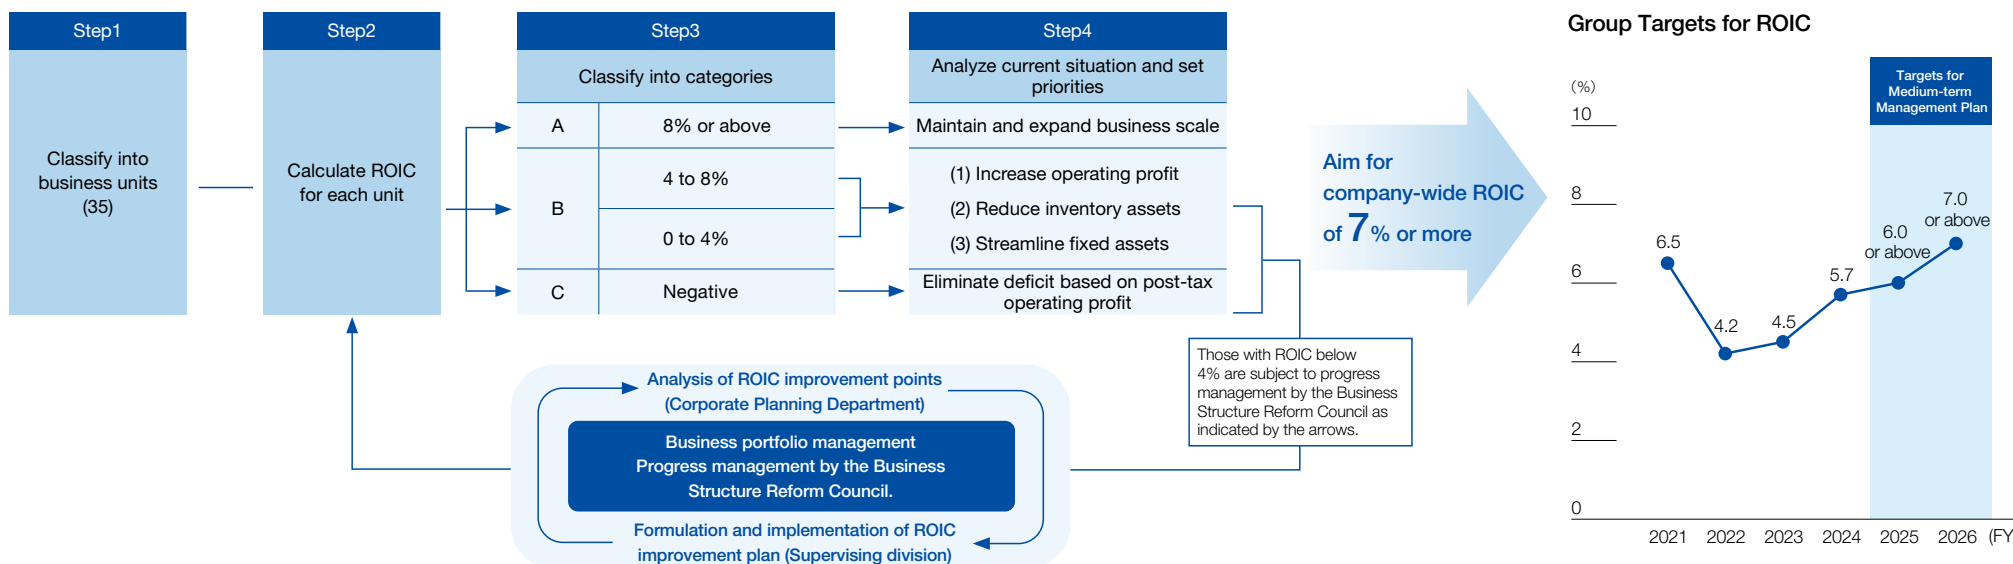 Step1
Classify into
business units
(35)
Step2
Calculate ROIC
for each unit
Step3
Classify into categories
A
8% or above
B
4 to 8%
0 to 4%
C
Negative
Step4
Analyze current situation and set
priorities
Maintain and expand business scale
(1) Increase operating profit
(2) Reduce inventory assets
(3) Streamline fixed assets
Eliminate deficit based on post-tax
operating profit
Those with ROIC below
4% are subject to progress
management by the Business
Structure Reform Council as
indicated by the arrows.
Analysis of ROIC improvement points
(Corporate Planning Department)
Business portfolio management
Progress management by the Business
Structure Reform Council.
Formulation and implementation of ROIC
improvement plan (Supervising division)
Aim for
company-wide ROIC
of 7% or more
Group Targets for ROIC
Targets for
Medium-term
Management Plan
(%)
10
8
6
4
2
0
6.5
4.2
4.5
5.7
6.0
or above
7.0
or above
2021 2022 2023 2024 2025 2026 (FY